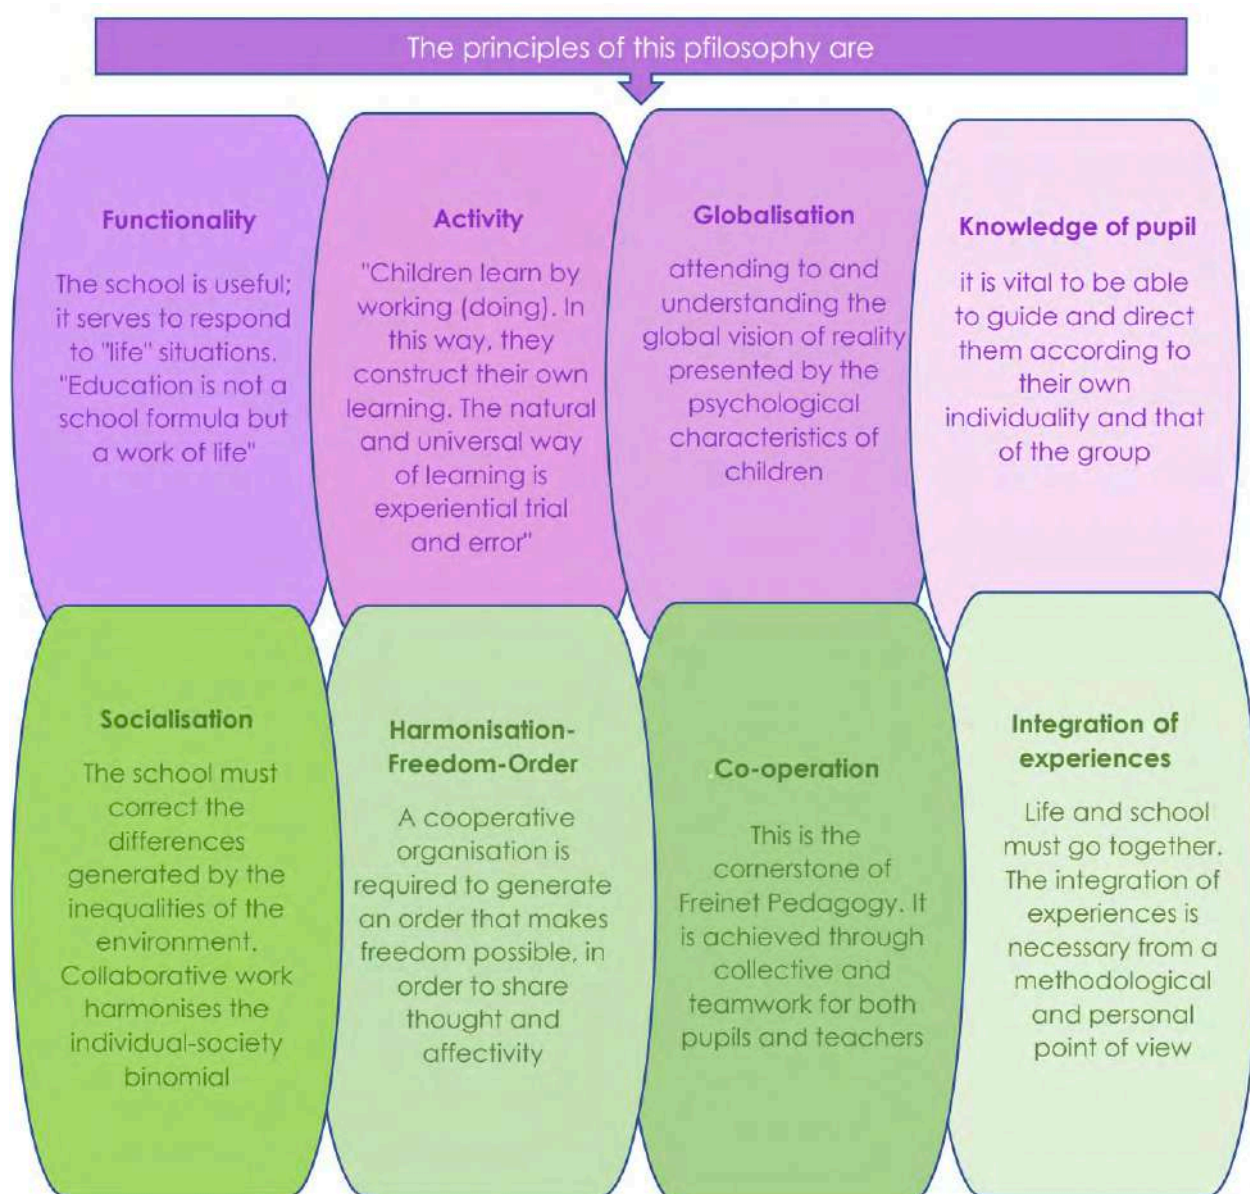 The principles of this pfilosophy are
Functionality
The school is useful;
it serves to respond
to "life" situations.
"Education is not a
school formula but
a work of life"
Activity
"Children learn by
working (doing). In
this way, they
construct their own
learning. The natural
and universal way
of learning is
experiential trial
and error"
Globalisation
attending to and
understanding the
global vision of reality
presented by the
psychological
characteristics of
children
Knowledge of pupil
it is vital to be able
to guide and direct
them according to
their own
individuality and that
of the group
Socialisation
The school must
correct the
differences
generated by the
inequalities of the
environment.
Collaborative work
harmonises the
individual-society
binomial
Harmonisation-
Freedom-Order
A cooperative
organisation is
required to generate
an order that makes
freedom possible, in
order to share
thought and
affectivity
Co-operation
This is the
cornerstone of
Freinet Pedagogy. It
is achieved through
collective and
teamwork for both
pupils and teachers
Integration of
experiences
Life and school
must go together.
The integration of
experiences is
necessary from a
methodological
and personal
point of view